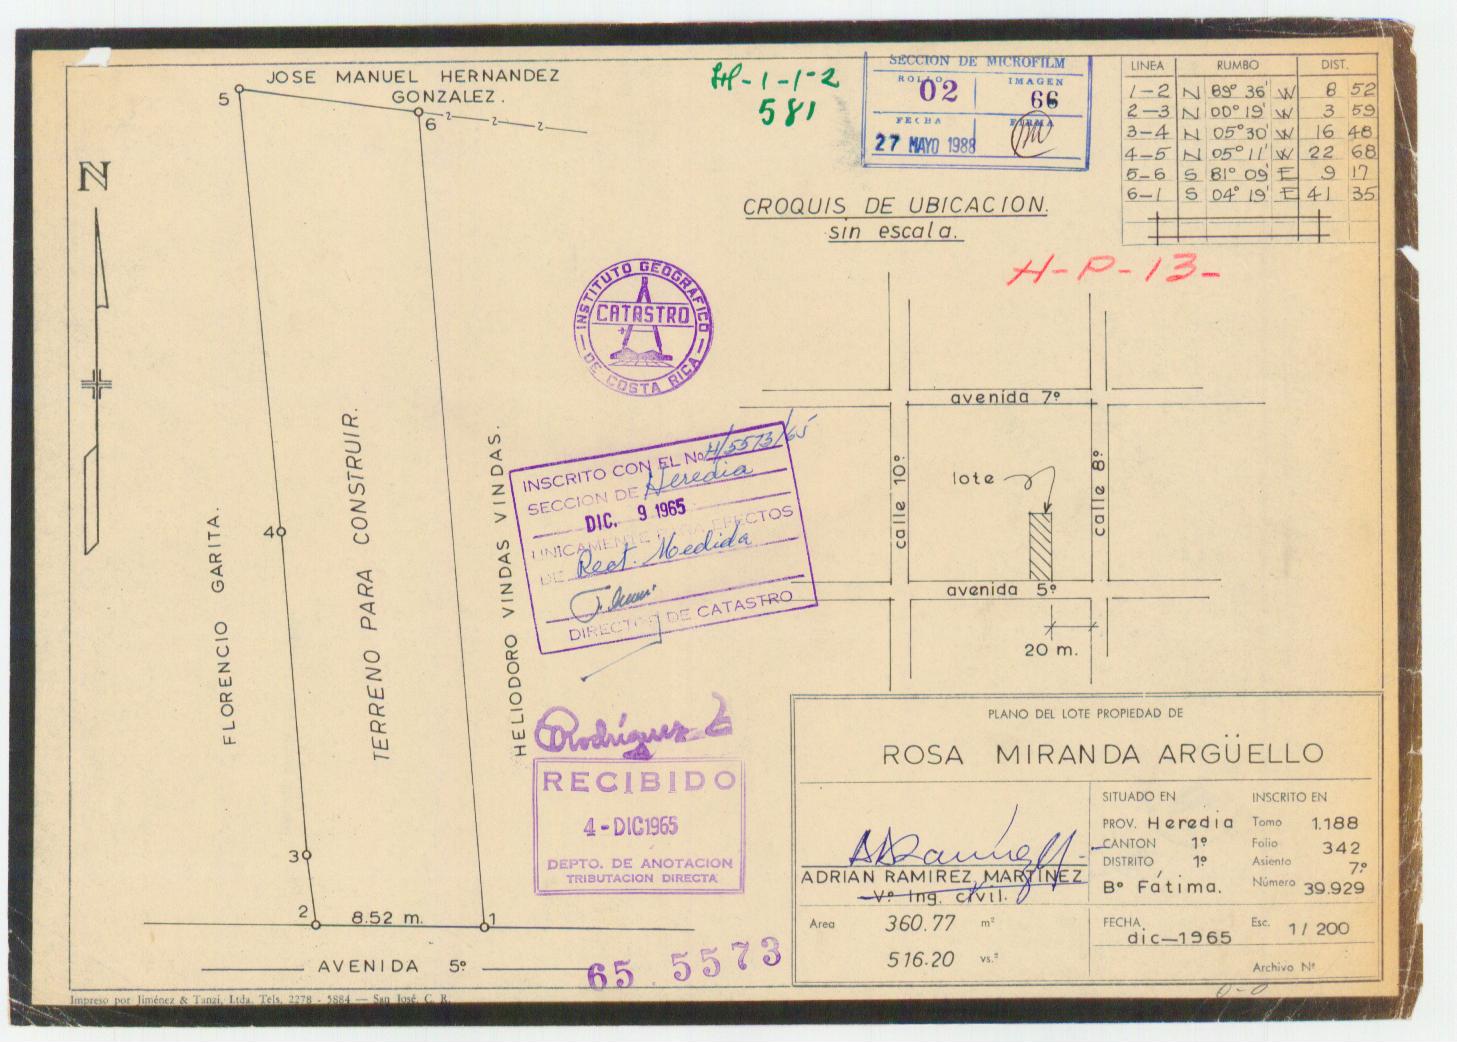 JOSE MANUEL HERNANDEZ
GONZALEZ.
5
6
N
H-1-1-2
581
SECCION DE MICROFILM
ROLLO
02
IMAGEN
66
FECHA
27 MAYO 1988
FIRMA
LINEA RUMBO DIST.
1-2 N 89° 36' W 8 52
2-3 N 00° 19' W 3 59
3-4 N 05° 30' W 16 48
4-5 N 05° 11' W 22 68
5-6 S 81° 09' E 9 17
6-1 S 04° 19' E 41 35
CROQUIS DE UBICACION.
sin escala.
H-P-13-
INSTITUTO GEOGRAFICO
CATASTRO
DE COSTA RICA
avenida 7º
calle 10º
calle 8º
lote
avenida 5º
20 m.
INSCRITO CON EL Nº H/5573/65
SECCION DE Heredia
DIC. 9 1965
UNICAMENTE PARA EFECTOS
DE Rect. Medida
DIRECTOR DE CATASTRO
4
FLORENCIO GARITA.
TERRENO PARA CONSTRUIR.
HELIODORO VINDAS VINDAS.
Rodríguez
RECIBIDO
4-DIC1965
DEPTO. DE ANOTACION
TRIBUTACION DIRECTA
3
2
8.52 m.
1
AVENIDA 5º
65 5573
PLANO DEL LOTE PROPIEDAD DE
ROSA MIRANDA ARGÜELLO
ADRIAN RAMIREZ MARTINEZ
Vº Ing. civil.
SITUADO EN
PROV. Heredia
CANTON 1º
DISTRITO 1º
Bº Fátima.
INSCRITO EN
Tomo 1.188
Folio 342
Asiento 7º
Número 39.929
Area 360.77 m²
516.20 vs.²
FECHA
dic-1965
Esc. 1/200
Archivo Nº
Impreso por Jiménez & Tanzi, Ltda. Tels. 2278 - 5884 — San José, C. R.